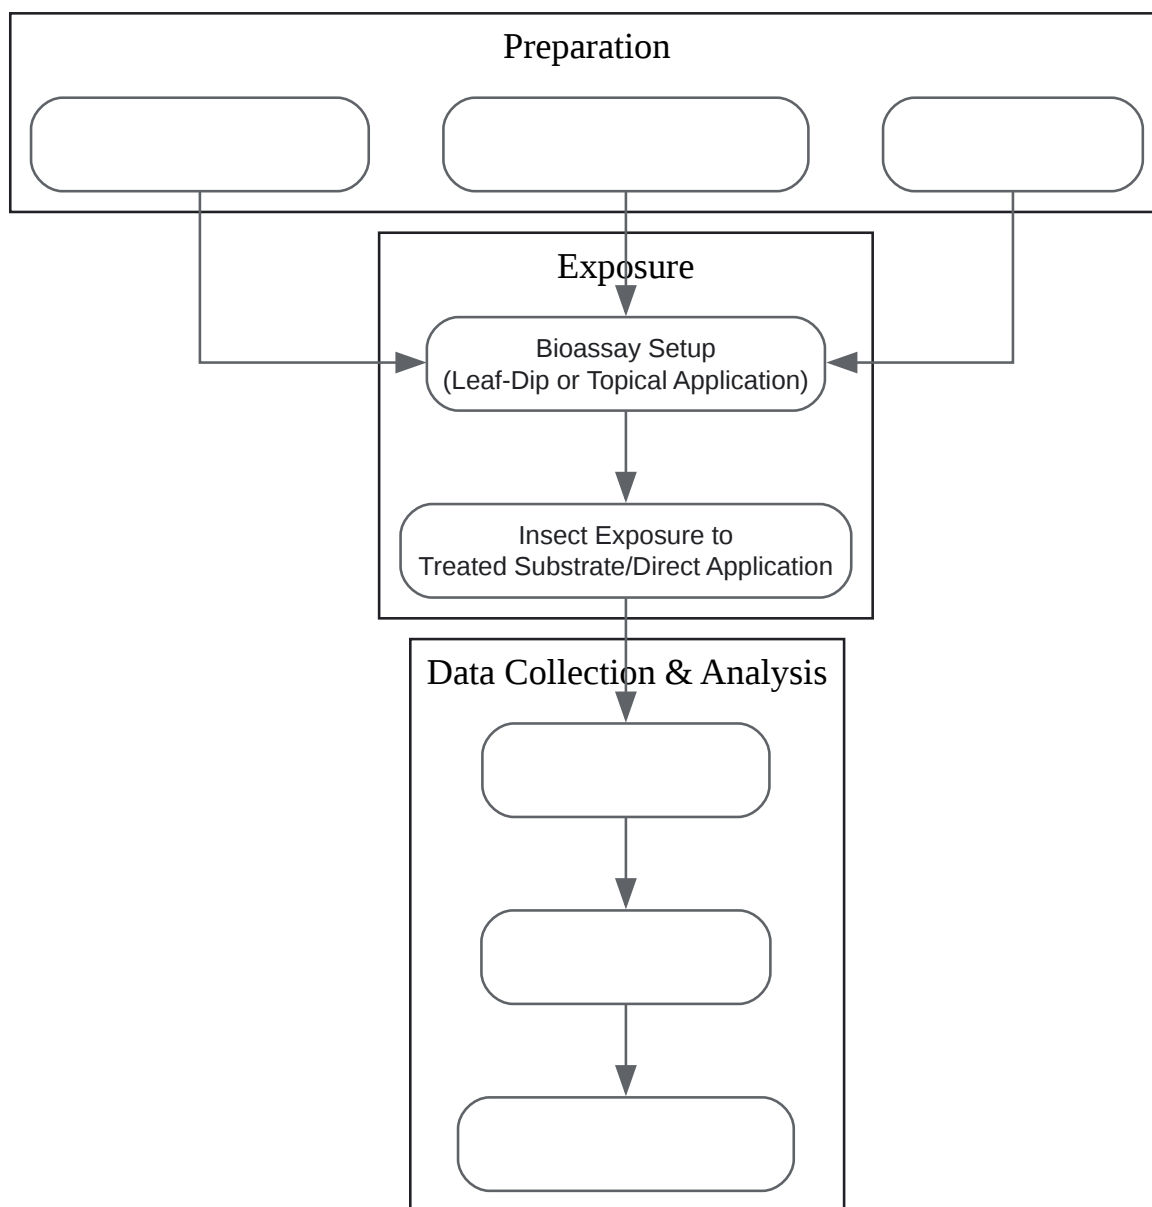 Preparation
Exposure
Bioassay Setup
(Leaf-Dip or Topical Application)
Insect Exposure to
Treated Substrate/Direct Application
Data Collection & Analysis